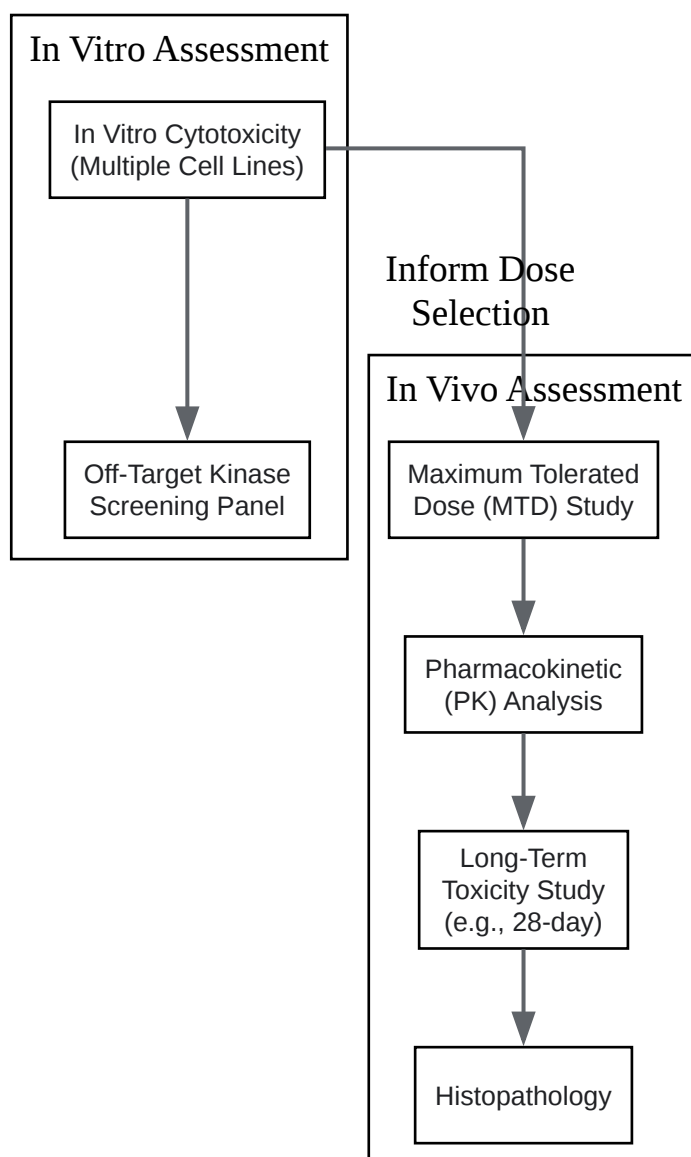 In Vitro Assessment
In Vitro Cytotoxicity
(Multiple Cell Lines)
Off-Target Kinase
Screening Panel
Inform Dose
Selection
In Vivo Assessment
Maximum Tolerated
Dose (MTD) Study
Pharmacokinetic
(PK) Analysis
Long-Term
Toxicity Study
(e.g., 28-day)
Histopathology